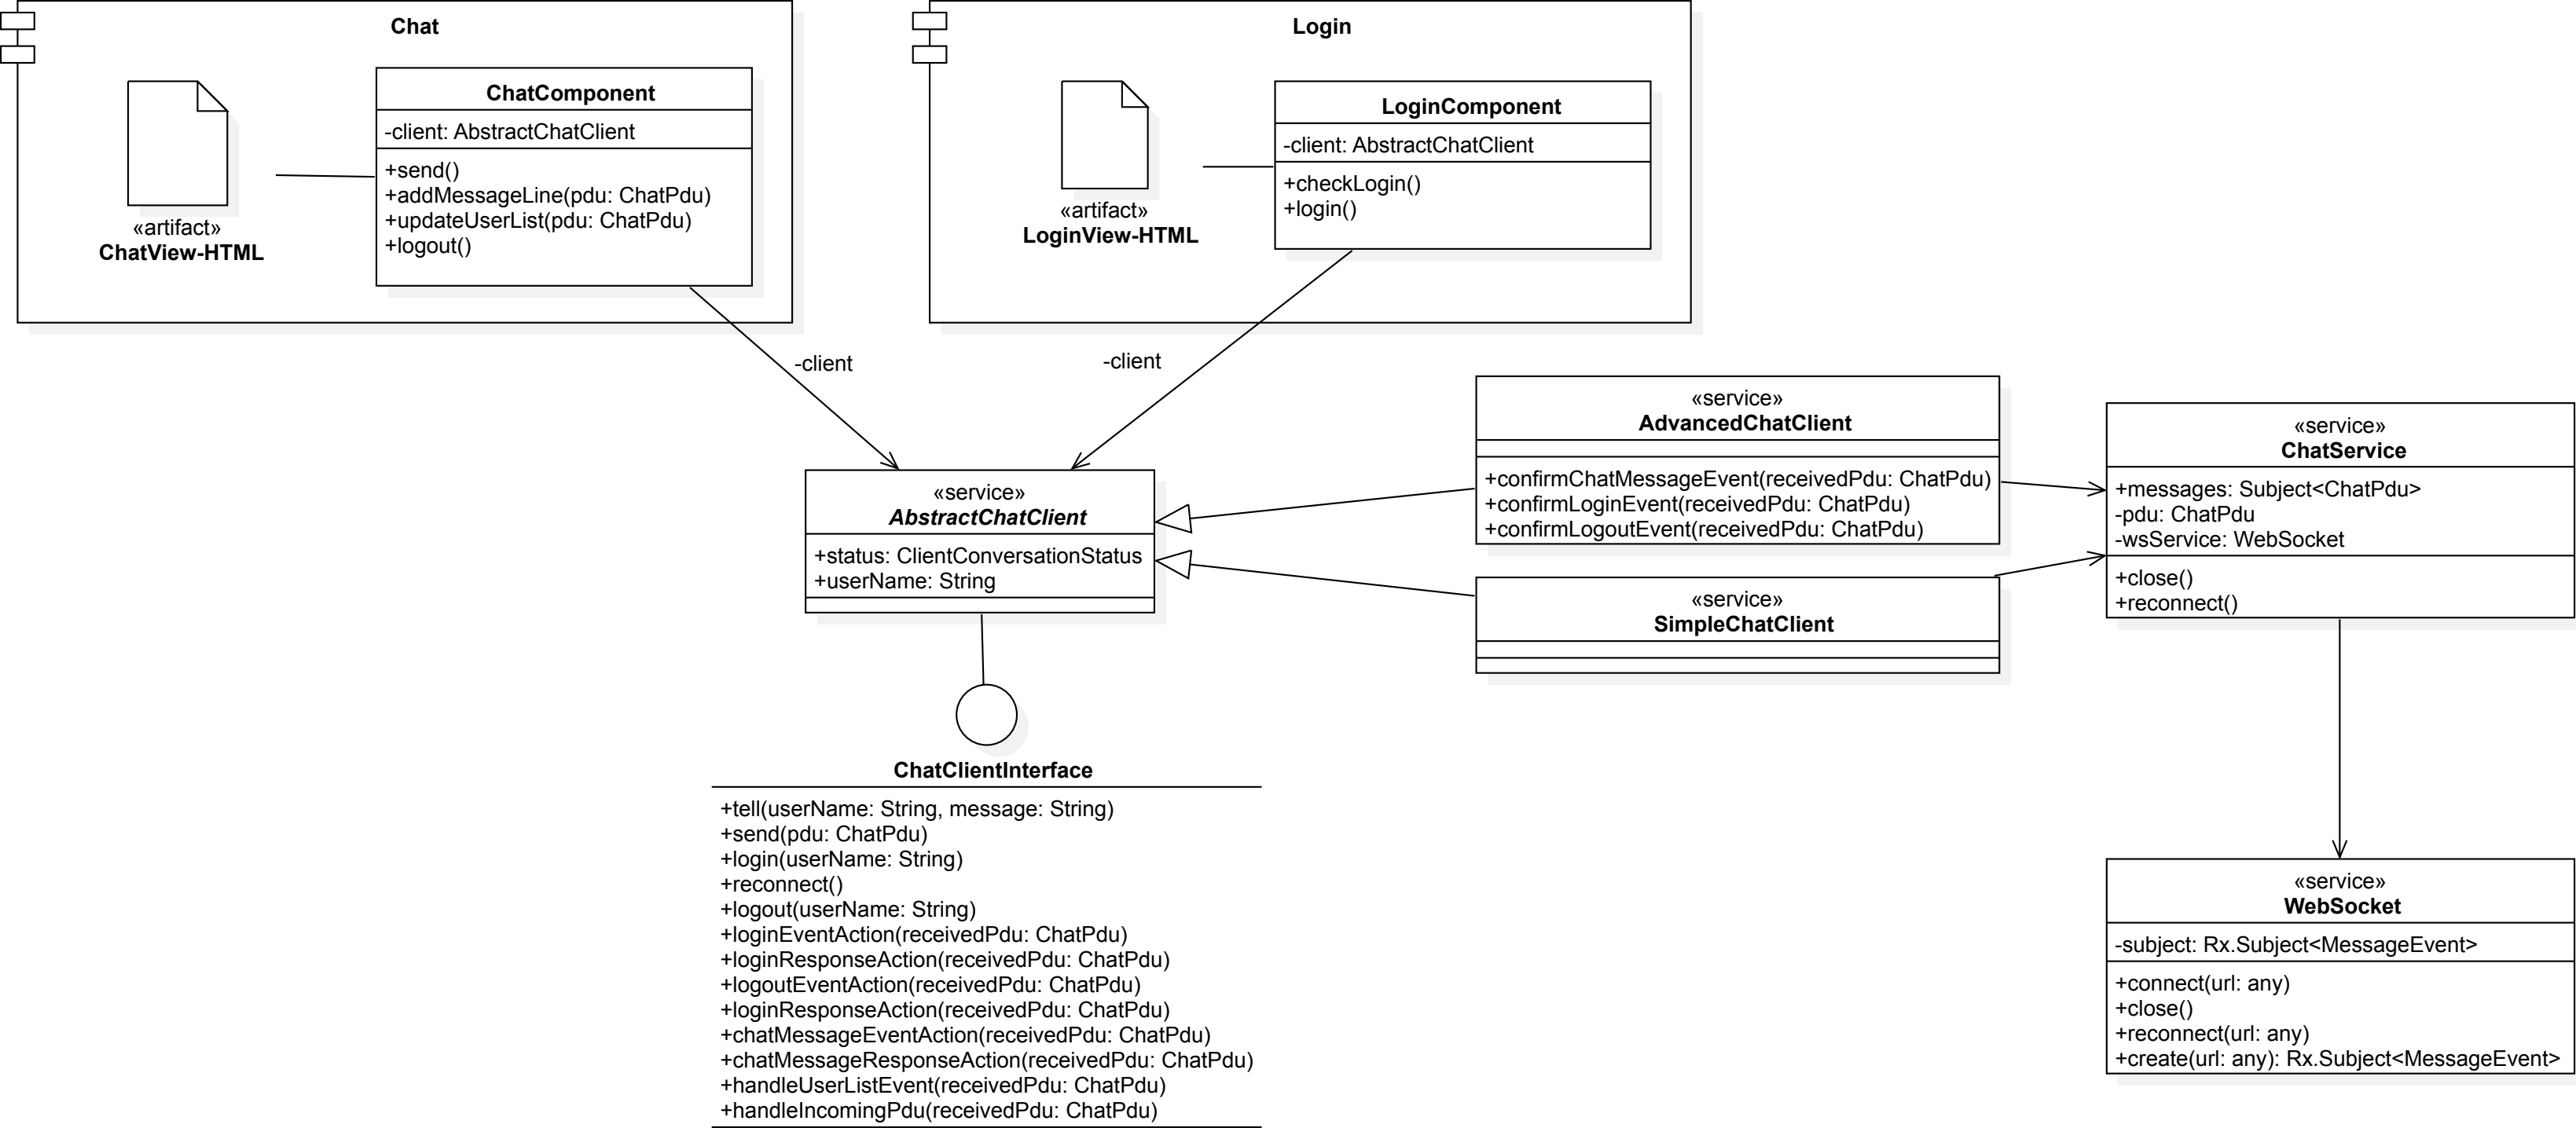 Chat
ChatComponent
-client: AbstractChatClient
+send()
+addMessageLine(pdu: ChatPdu)
+updateUserList(pdu: ChatPdu)
+logout()
«artifact»
ChatView-HTML
Login
LoginComponent
-client: AbstractChatClient
+checkLogin()
+login()
«artifact»
LoginView-HTML
-client
-client
«service»
AbstractChatClient
+status: ClientConversationStatus
+userName: String
«service»
AdvancedChatClient
+confirmChatMessageEvent(receivedPdu: ChatPdu)
+confirmLoginEvent(receivedPdu: ChatPdu)
+confirmLogoutEvent(receivedPdu: ChatPdu)
«service»
SimpleChatClient
«service»
ChatService
+messages: Subject<ChatPdu>
-pdu: ChatPdu
-wsService: WebSocket
+close()
+reconnect()
ChatClientInterface
+tell(userName: String, message: String)
+send(pdu: ChatPdu)
+login(userName: String)
+reconnect()
+logout(userName: String)
+loginEventAction(receivedPdu: ChatPdu)
+loginResponseAction(receivedPdu: ChatPdu)
+logoutEventAction(receivedPdu: ChatPdu)
+loginResponseAction(receivedPdu: ChatPdu)
+chatMessageEventAction(receivedPdu: ChatPdu)
+chatMessageResponseAction(receivedPdu: ChatPdu)
+handleUserListEvent(receivedPdu: ChatPdu)
+handleIncomingPdu(receivedPdu: ChatPdu)
«service»
WebSocket
-subject: Rx.Subject<MessageEvent>
+connect(url: any)
+close()
+reconnect(url: any)
+create(url: any): Rx.Subject<MessageEvent>